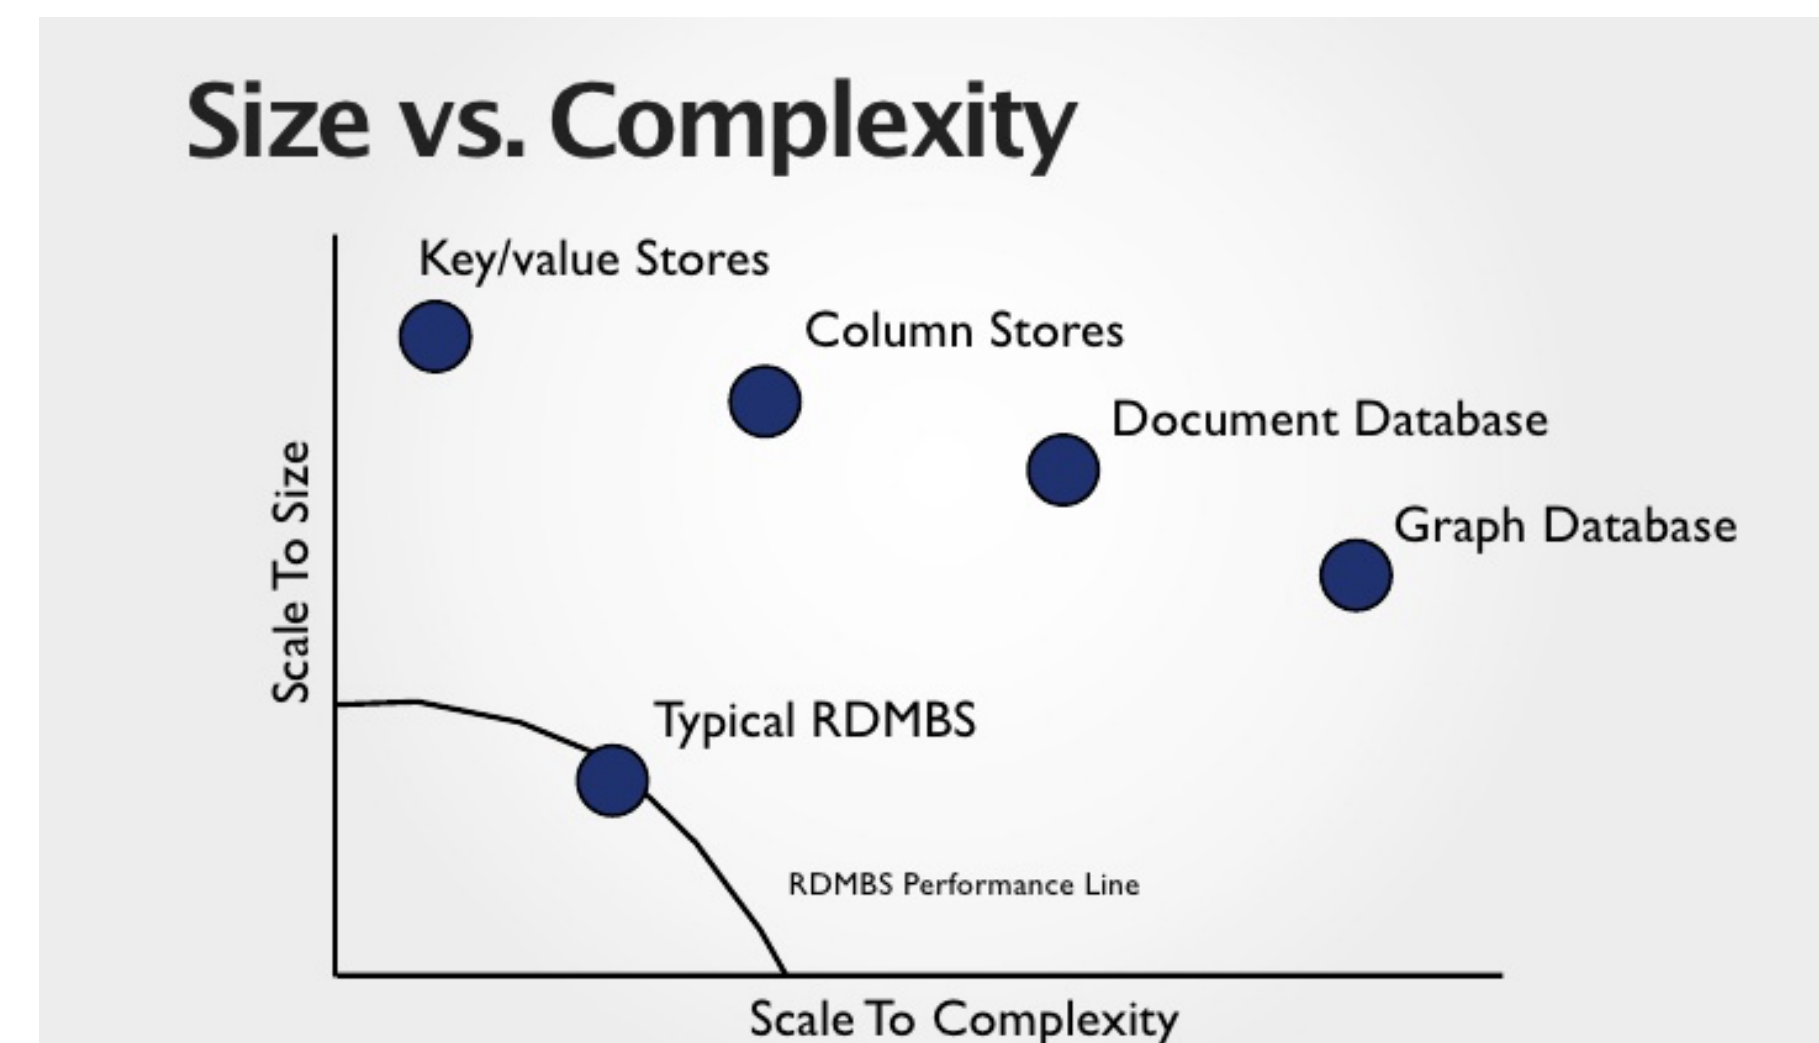 Size vs. Complexity
Key/value Stores
Column Stores
Document Database
Graph Database
Scale To Size
Typical RDMBS
RDMBS Performance Line
Scale To Complexity